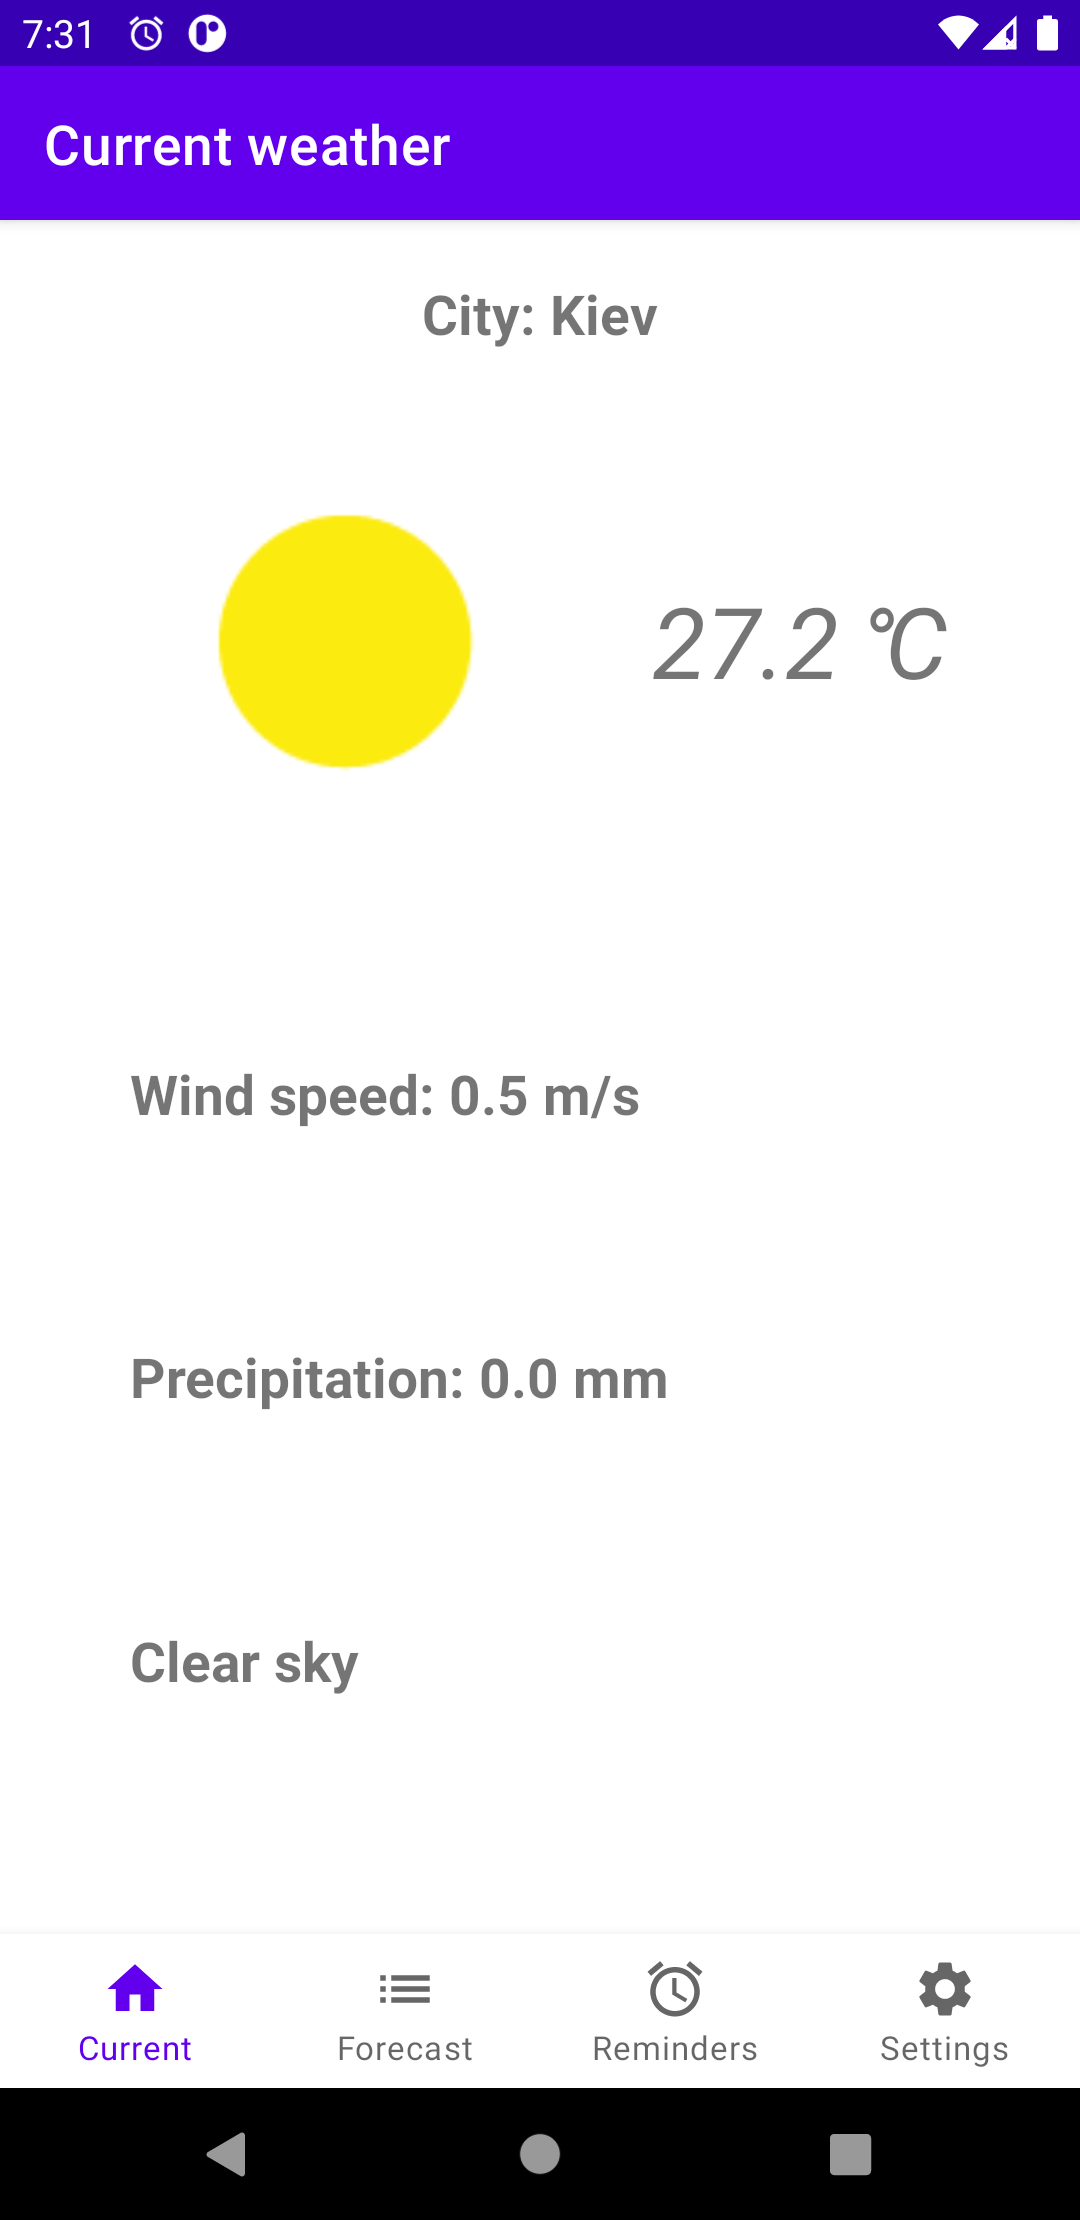 7:31
Current weather
City: Kiev
27.2 ℃
Wind speed: 0.5 m/s
Precipitation: 0.0 mm
Clear sky
Current Forecast Reminders Settings